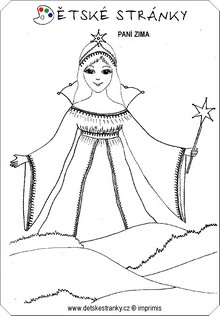 DĚTSKÉ STRÁNKY
PANÍ ZIMA
www.detskestranky.cz © imprimis